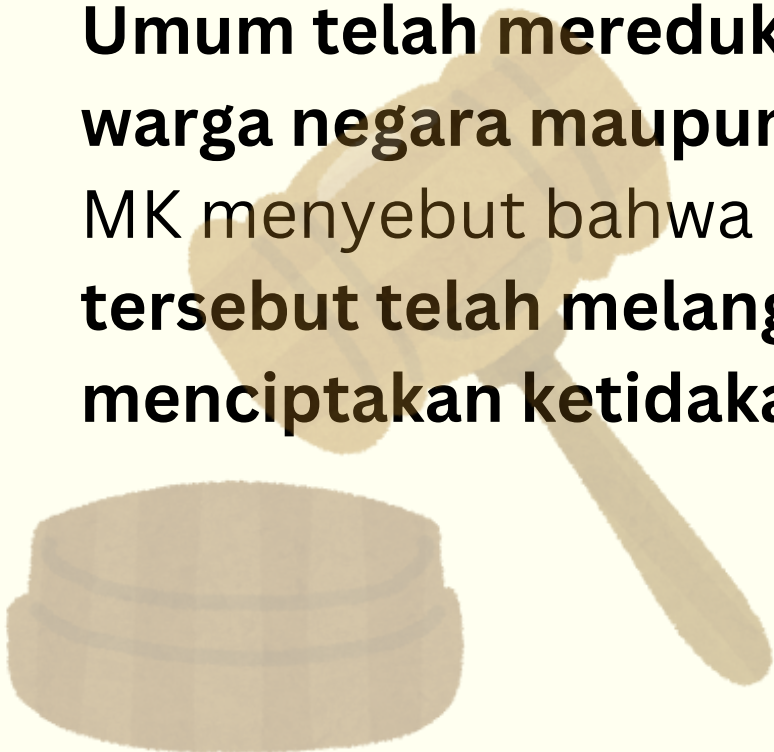 Umum telah mereduk
warga negara maupun
MK menyebut bahwa
tersebut telah melang
menciptakan ketidaka